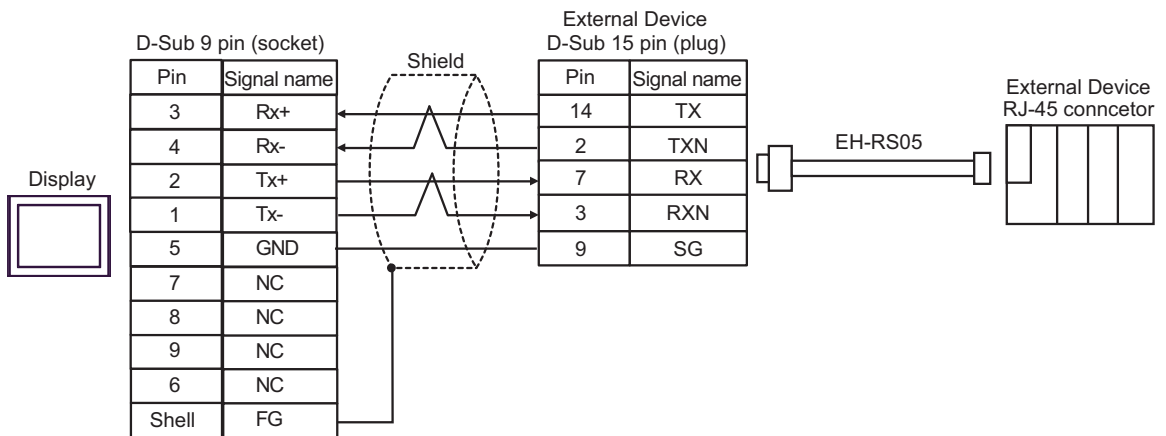 External Device
D-Sub 9 pin (socket)
D-Sub 15 pin (plug)
Shield
Pin Signal name
Pin Signal name
External Device
RJ-45 conncetor
3 Rx+
14 TX
4 Rx-
2 TXN
EH-RS05
Display
2 Tx+
7 RX
1 Tx-
3 RXN
5 GND
9 SG
7 NC
8 NC
9 NC
6 NC
Shell FG